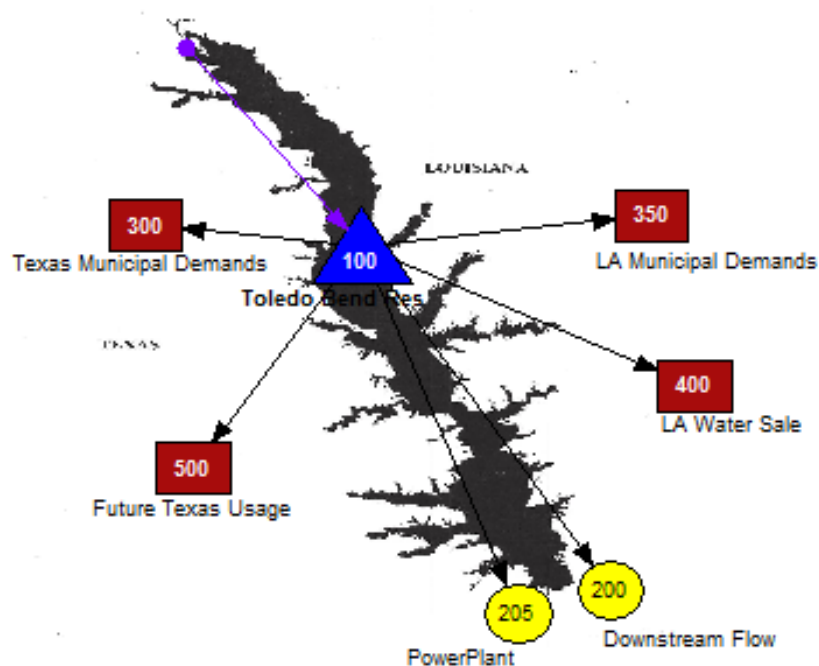 LOUISIANA
300
350
Texas Municipal Demands
LA Municipal Demands
100
Toledo Bend Res
TEXAS
400
LA Water Sale
500
Future Texas Usage
200
205
Downstream Flow
PowerPlant